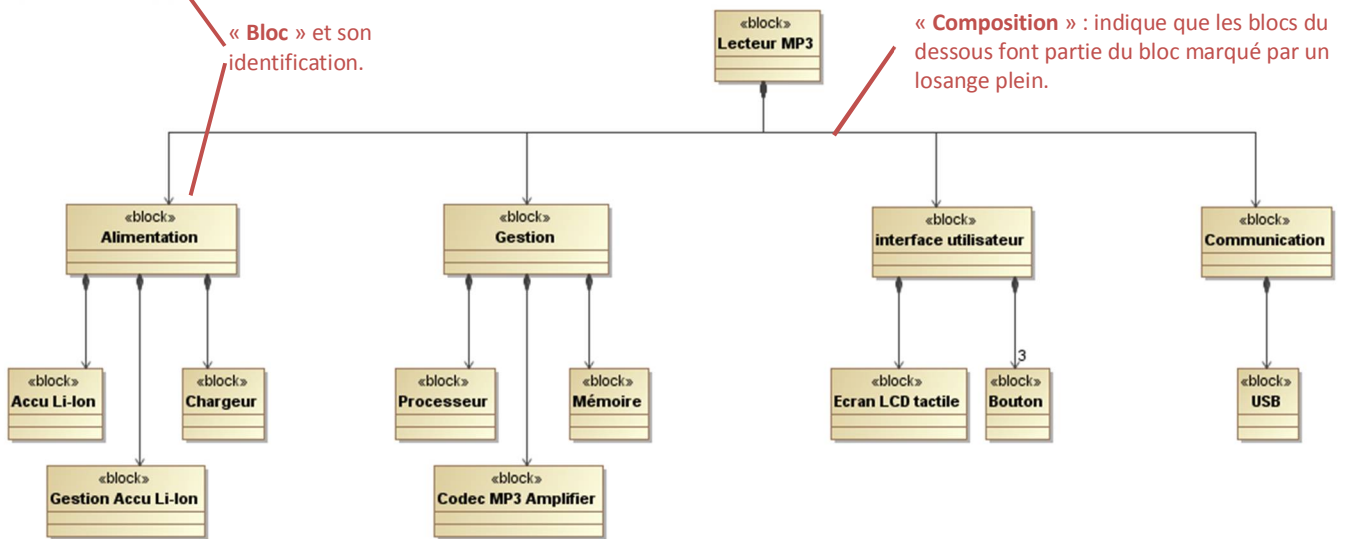 «block»
Lecteur MP3
« Bloc » et son
identification.
« Composition » : indique que les blocs du
dessous font partie du bloc marqué par un
losange plein.
«block»
Alimentation
«block»
Gestion
«block»
interface utilisateur
«block»
Communication
3
«block»
Accu Li-Ion
«block»
Chargeur
«block»
Processeur
«block»
Mémoire
«block»
Ecran LCD tactile
«block»
Bouton
«block»
USB
«block»
Gestion Accu Li-Ion
«block»
Codec MP3 Amplifier